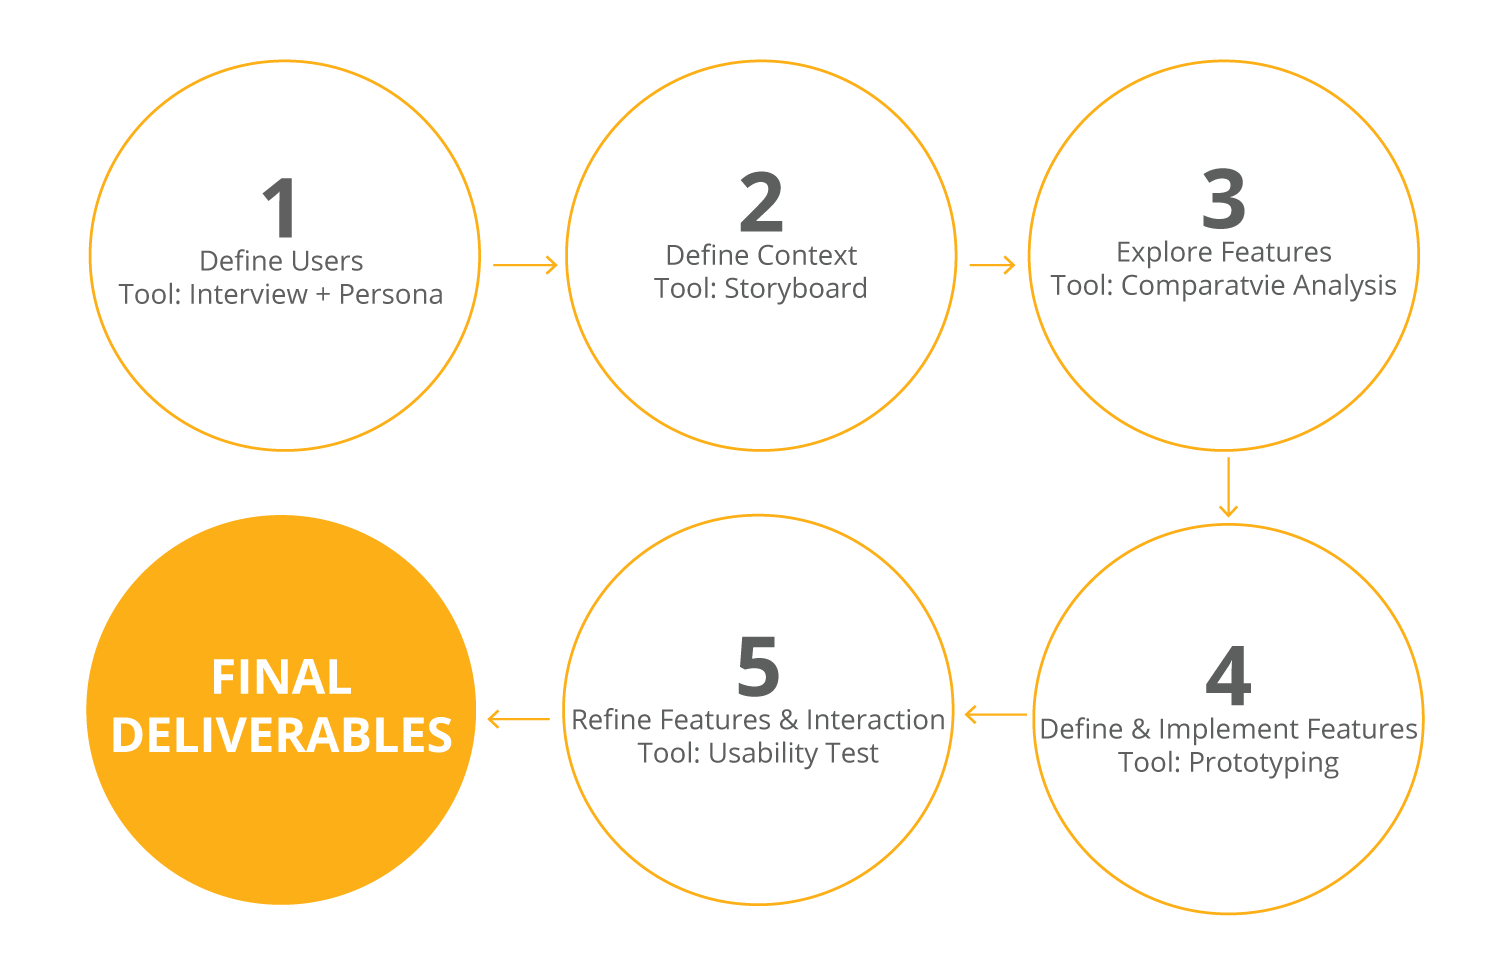 1
Define Users
Tool: Interview + Persona
2
Define Context
Tool: Storyboard
3
Explore Features
Tool: Comparatvie Analysis
4
Define & Implement Features
Tool: Prototyping
5
Refine Features & Interaction
Tool: Usability Test
FINAL
DELIVERABLES